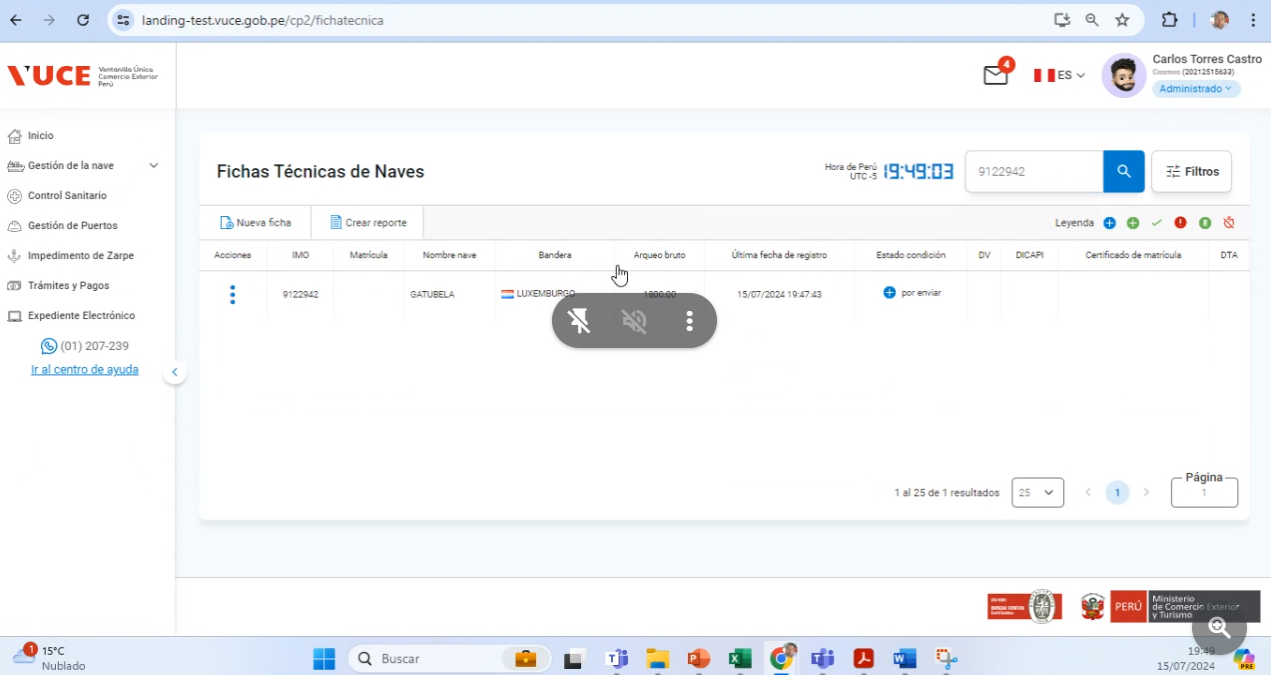 landing-test.vuce.gob.pe/cp2/fichatecnica
VUCE
Ventanilla Única
Comercio Exterior
Perú
4
ES
Carlos Torres Castro
Cosmos (20212515633)
Administrado
Inicio
Gestión de la nave
Control Sanitario
Gestión de Puertos
Impedimento de Zarpe
Trámites y Pagos
Expediente Electrónico
(01) 207-239
Ir al centro de ayuda
Fichas Técnicas de Naves
Hora de Perú
UTC -5
19:49:03
9122942
Filtros
Nueva ficha
Crear reporte
Leyenda
Acciones IMO Matrícula Nombre nave Bandera Arqueo bruto Última fecha de registro Estado condición DV DICAPI Certificado de matrícula DTA
9122942 GATUBELA LUXEMBURGO 1800.00 15/07/2024 19:47:43 por enviar
1 al 25 de 1 resultados
25
1
Página
1
PERÚ
Ministerio
de Comercio Exterior
y Turismo
1
15°C
Nublado
Buscar
19:49
15/07/2024
PRE